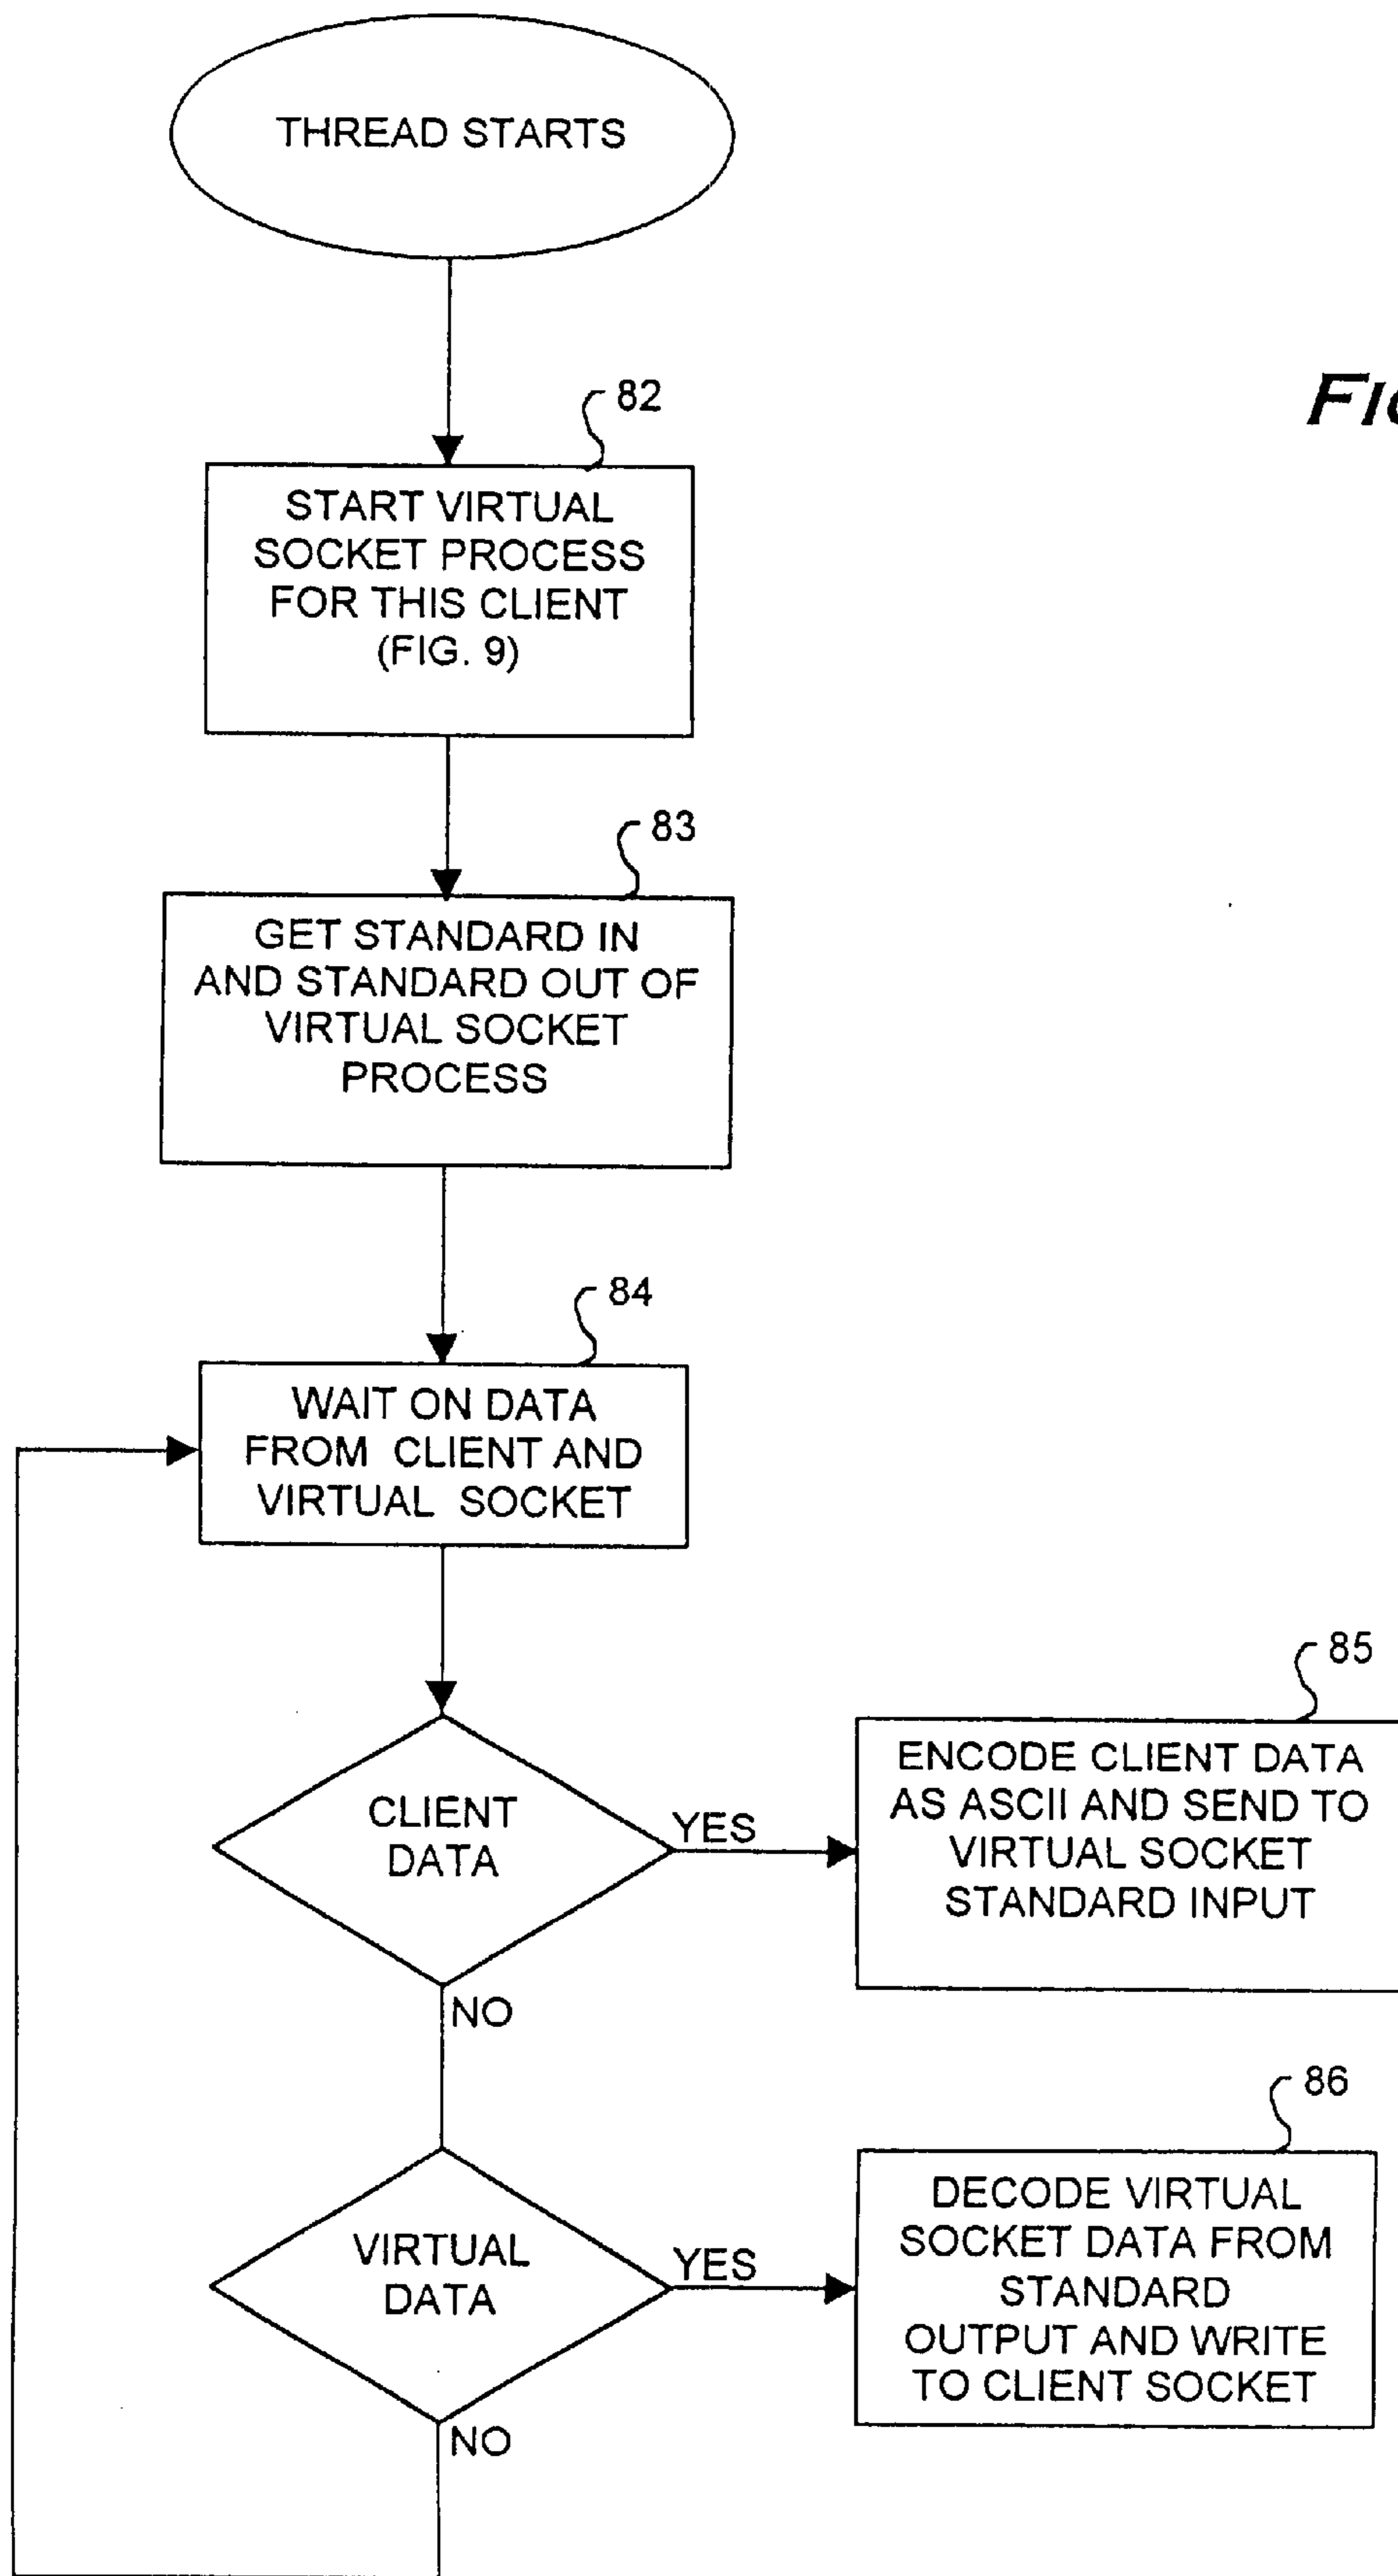 THREAD STARTS
82
START VIRTUAL
SOCKET PROCESS
FOR THIS CLIENT
(FIG. 9)
83
GET STANDARD IN
AND STANDARD OUT OF
VIRTUAL SOCKET
PROCESS
84
WAIT ON DATA
FROM CLIENT AND
VIRTUAL SOCKET
CLIENT
DATA
YES
85
ENCODE CLIENT DATA
AS ASCII AND SEND TO
VIRTUAL SOCKET
STANDARD INPUT
NO
VIRTUAL
DATA
YES
86
DECODE VIRTUAL
SOCKET DATA FROM
STANDARD
OUTPUT AND WRITE
TO CLIENT SOCKET
NO